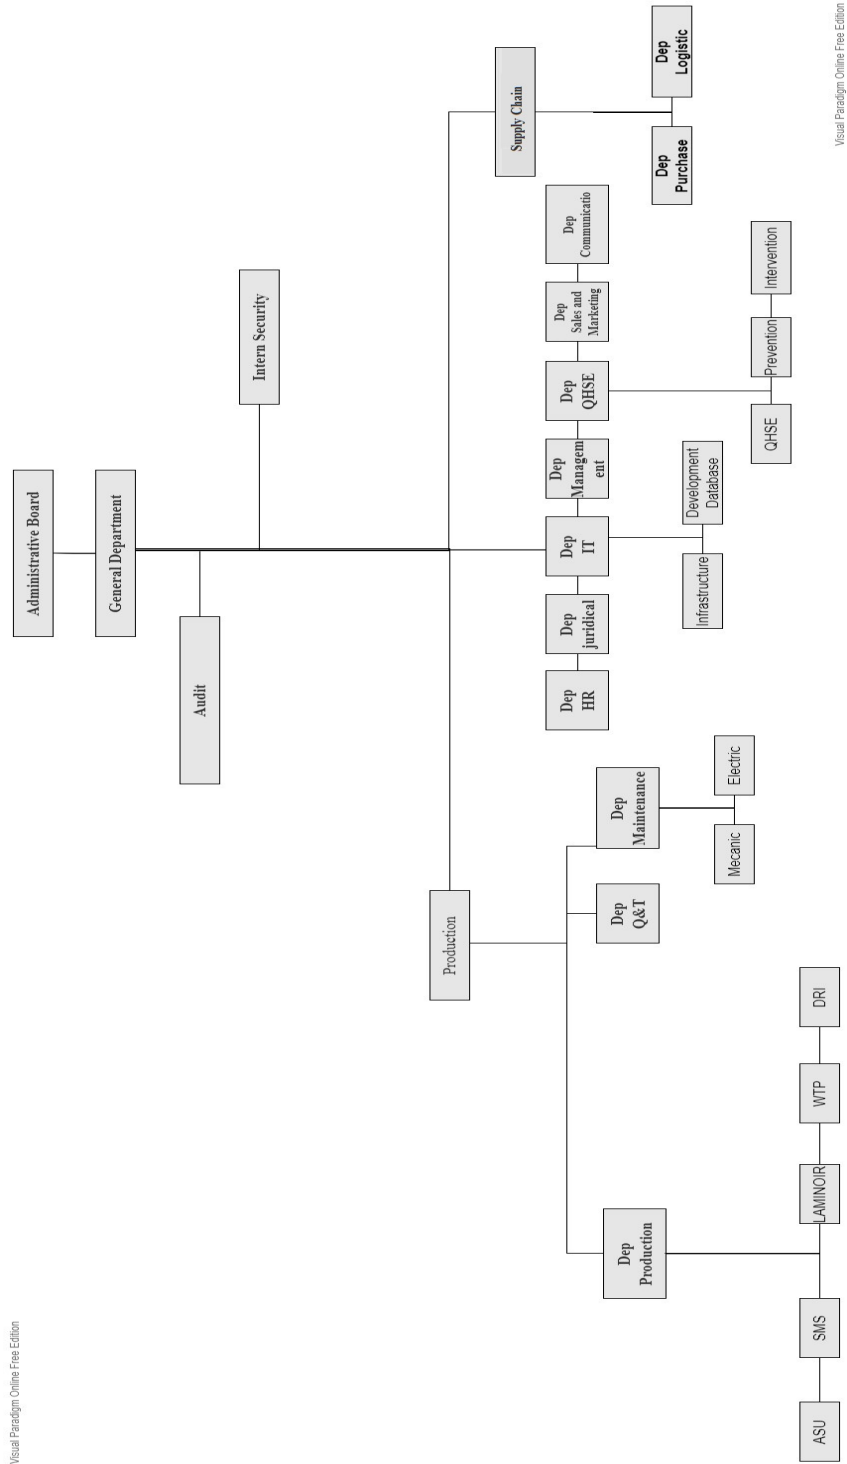 Visual Paradigm Online Free Edition
Administrative Board
General Department
Intern Security
Audit
Production
Supply Chain
Dep
HR
Dep
juridical
Dep
IT
Dep
Managem
ent
Dep
QHSE
Dep
Sales and
Marketing
Dep
Communicatio
Dep
Production
Dep
Q&T
Dep
Maintenance
Dep
Purchase
Dep
Logistic
Infrastructure
Development
Database
Mecanic
Electric
QHSE
Prevention
Intervention
ASU
SMS
LAMINOIR
WTP
DRI
Visual Paradigm Online Free Edition